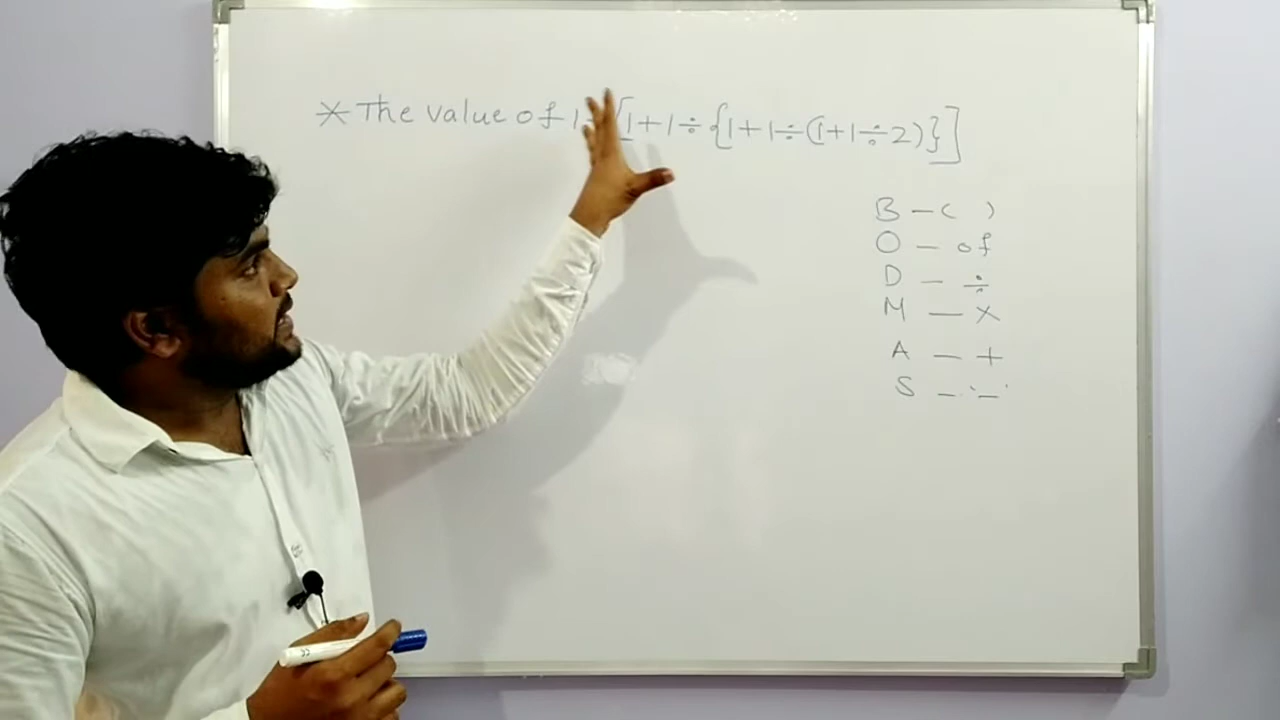 * The value of 1 [1+1÷{1+1÷(1+1÷2)}]
B – ( )
O – of
D – ÷
M – ×
A – +
S – –